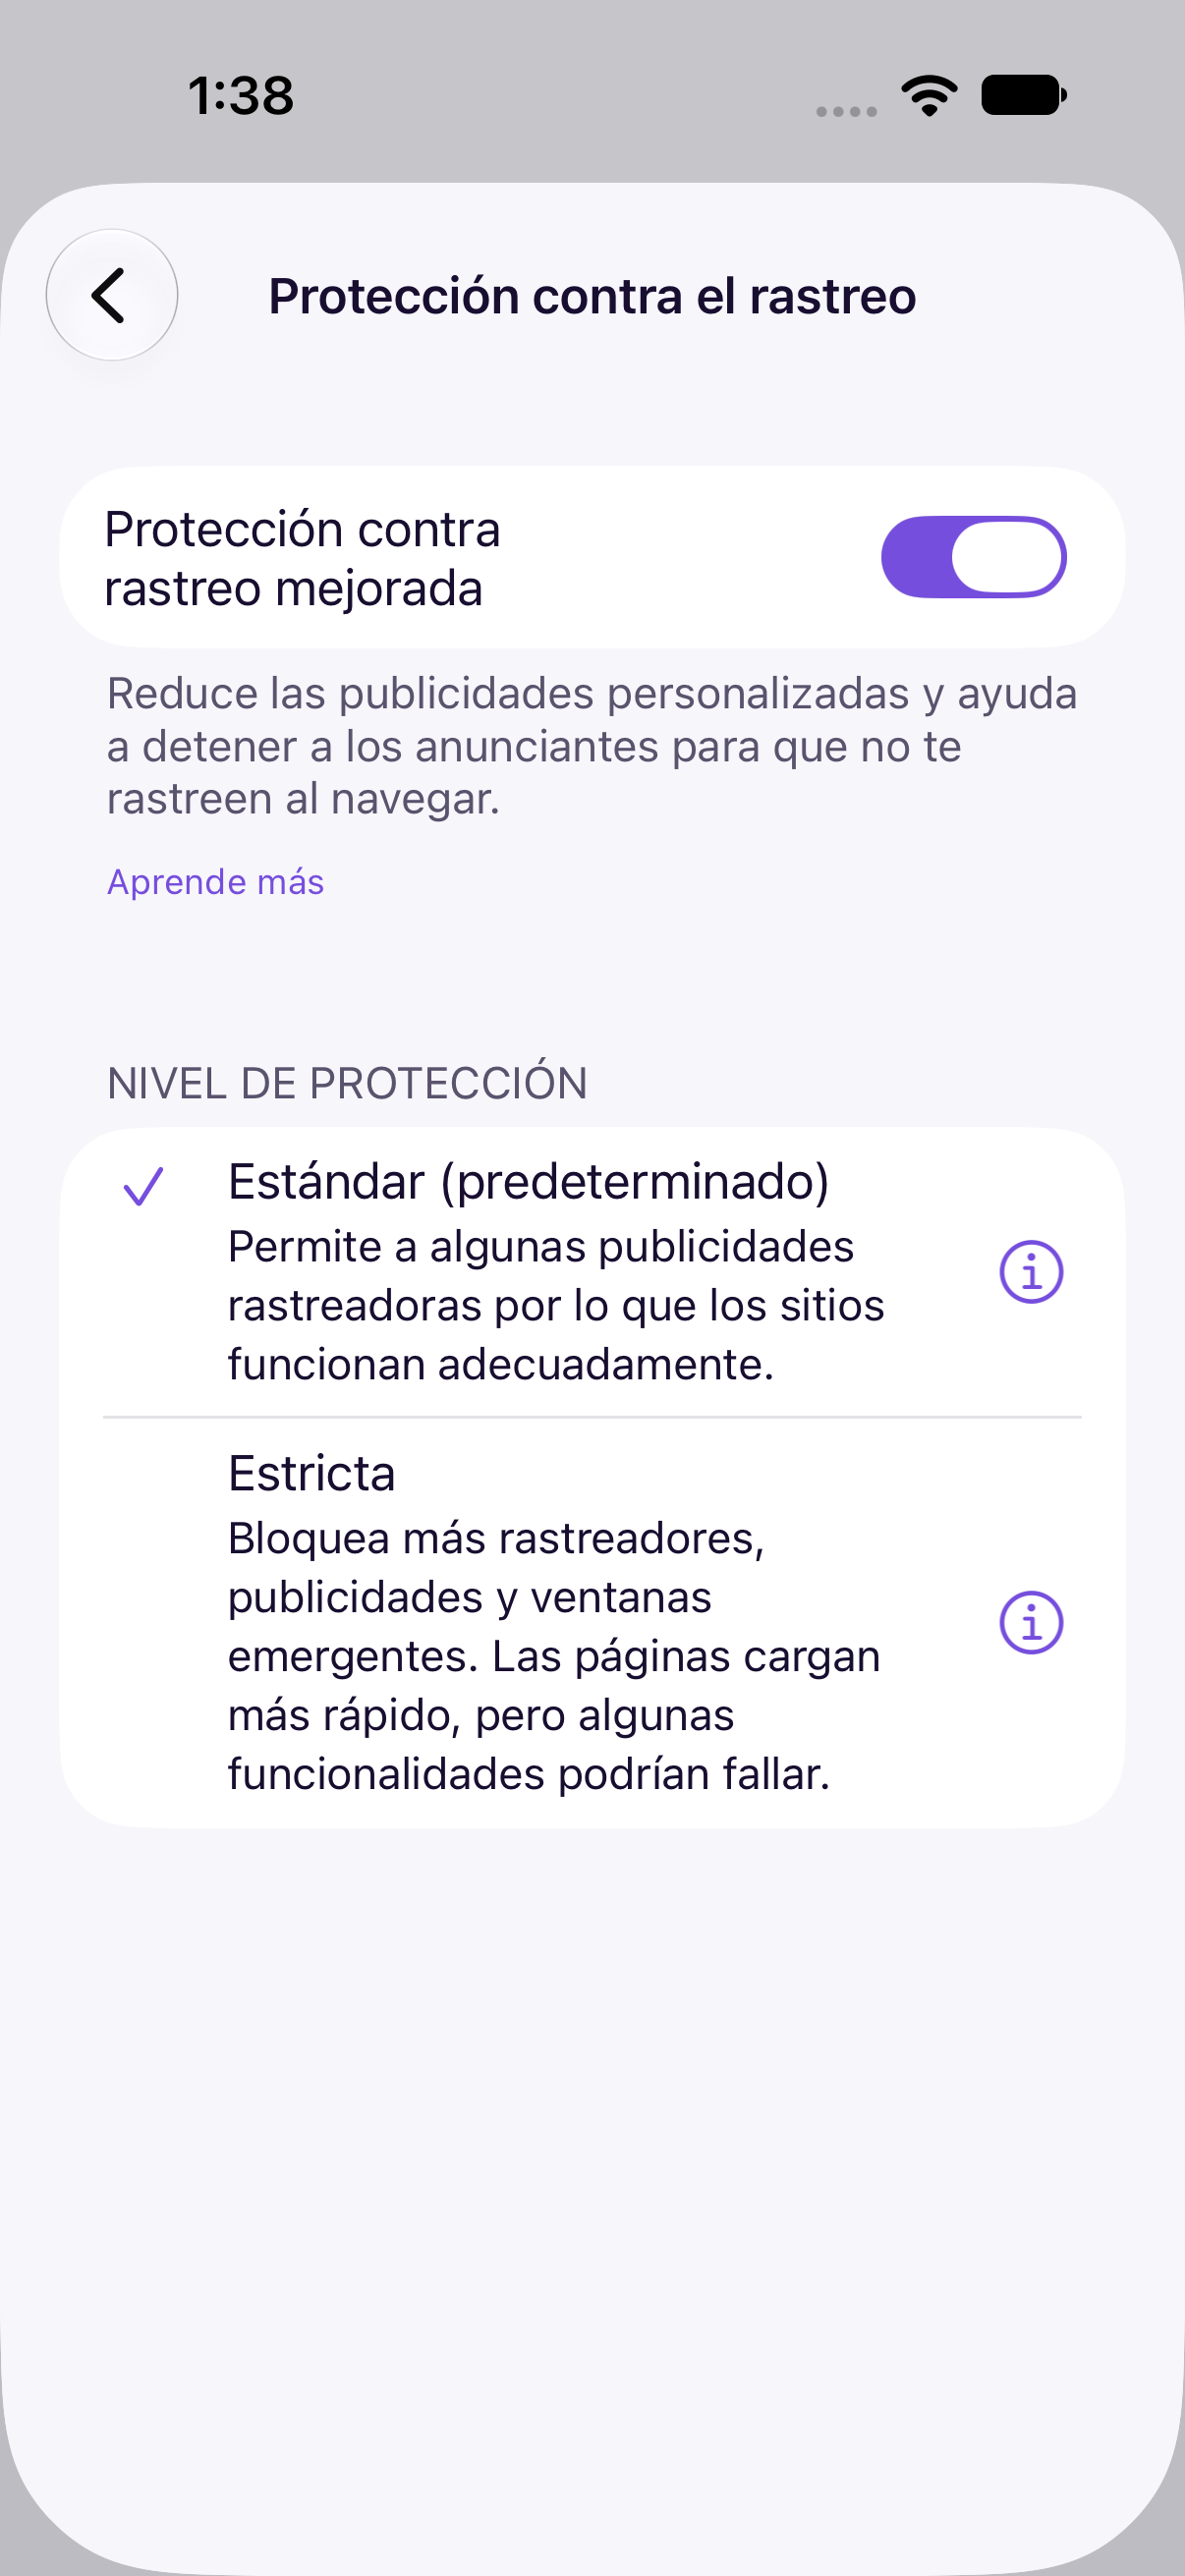 1:38
Protección contra el rastreo
Protección contra
rastreo mejorada
Reduce las publicidades personalizadas y ayuda
a detener a los anunciantes para que no te
rastreen al navegar.
Aprende más
NIVEL DE PROTECCIÓN
Estándar (predeterminado)
Permite a algunas publicidades
rastreadoras por lo que los sitios
funcionan adecuadamente.
Estricta
Bloquea más rastreadores,
publicidades y ventanas
emergentes. Las páginas cargan
más rápido, pero algunas
funcionalidades podrían fallar.